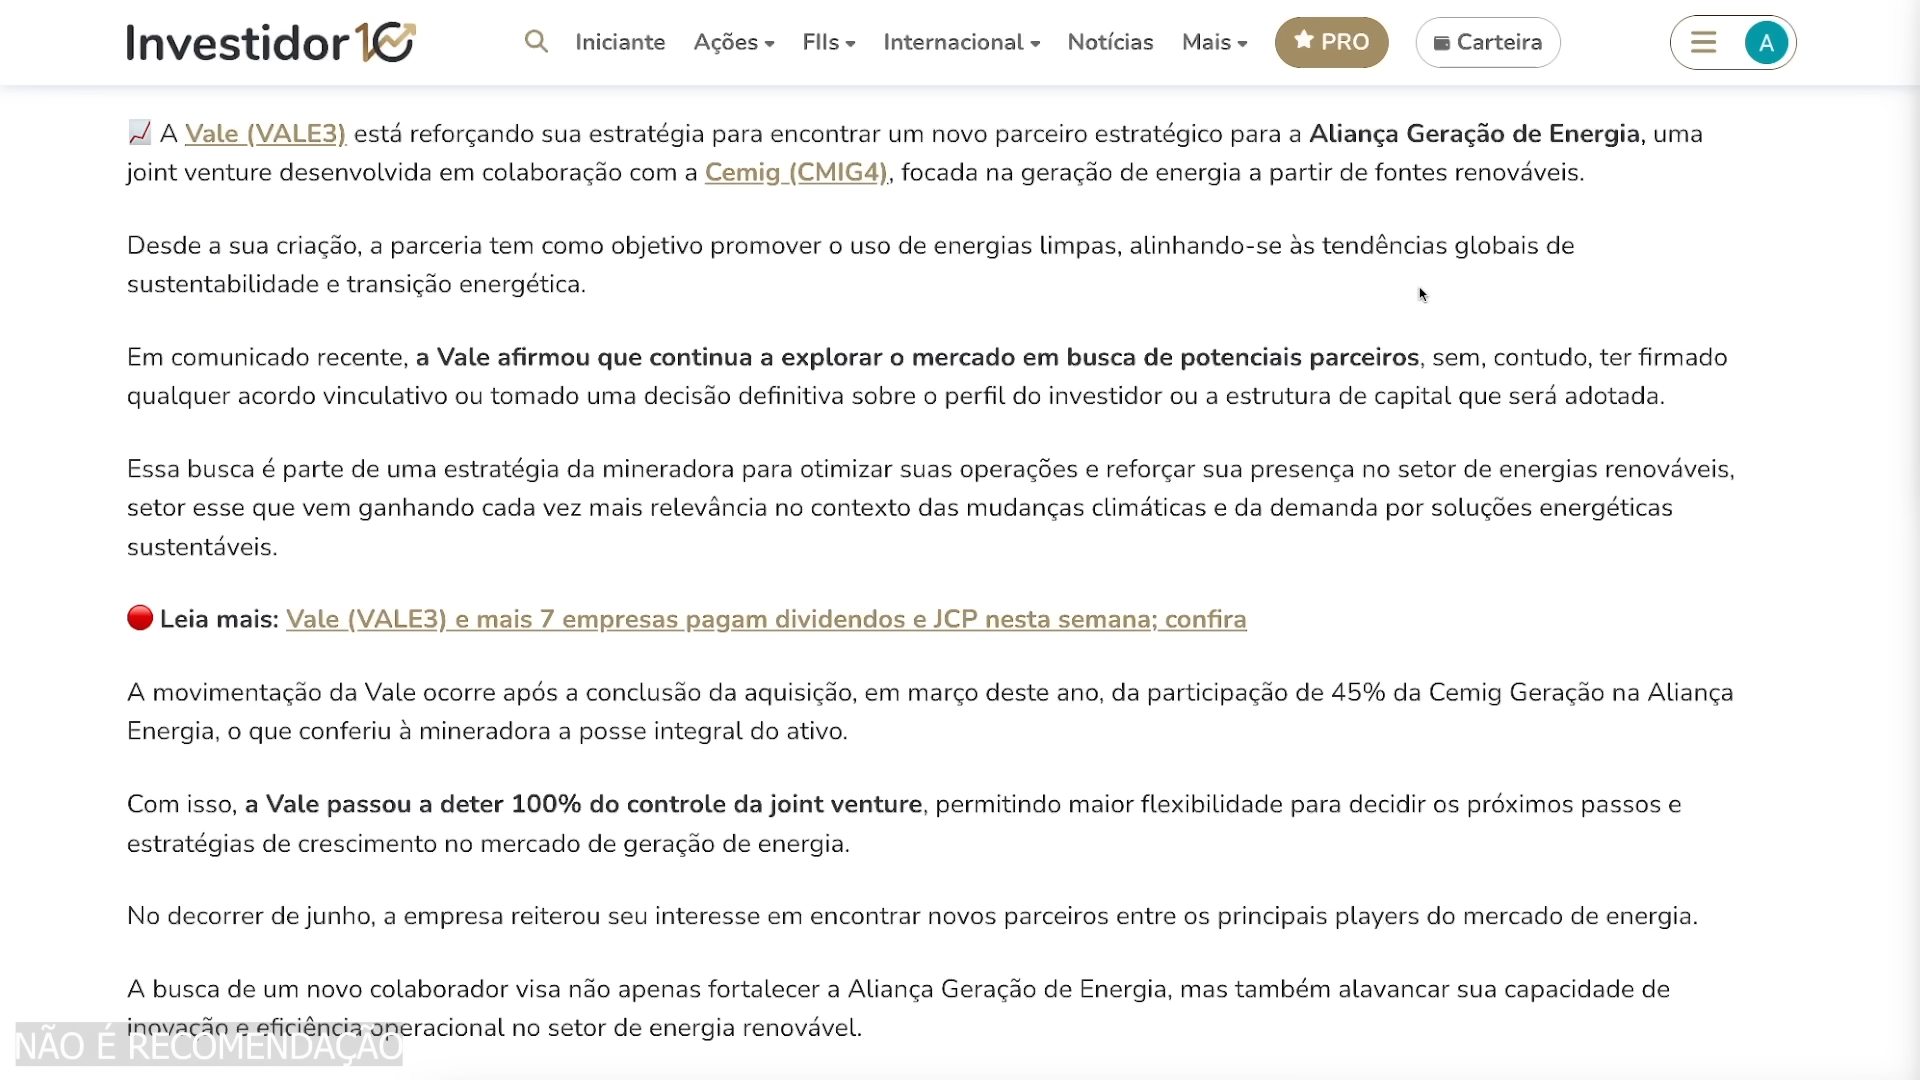 Investidor10
Iniciante Ações FIIs Internacional Notícias Mais PRO Carteira A
A Vale (VALE3) está reforçando sua estratégia para encontrar um novo parceiro estratégico para a Aliança Geração de Energia, uma
joint venture desenvolvida em colaboração com a Cemig (CMIG4), focada na geração de energia a partir de fontes renováveis.
Desde a sua criação, a parceria tem como objetivo promover o uso de energias limpas, alinhando-se às tendências globais de
sustentabilidade e transição energética.
Em comunicado recente, a Vale afirmou que continua a explorar o mercado em busca de potenciais parceiros, sem, contudo, ter firmado
qualquer acordo vinculativo ou tomado uma decisão definitiva sobre o perfil do investidor ou a estrutura de capital que será adotada.
Essa busca é parte de uma estratégia da mineradora para otimizar suas operações e reforçar sua presença no setor de energias renováveis,
setor esse que vem ganhando cada vez mais relevância no contexto das mudanças climáticas e da demanda por soluções energéticas
sustentáveis.
Leia mais: Vale (VALE3) e mais 7 empresas pagam dividendos e JCP nesta semana; confira
A movimentação da Vale ocorre após a conclusão da aquisição, em março deste ano, da participação de 45% da Cemig Geração na Aliança
Energia, o que conferiu à mineradora a posse integral do ativo.
Com isso, a Vale passou a deter 100% do controle da joint venture, permitindo maior flexibilidade para decidir os próximos passos e
estratégias de crescimento no mercado de geração de energia.
No decorrer de junho, a empresa reiterou seu interesse em encontrar novos parceiros entre os principais players do mercado de energia.
A busca de um novo colaborador visa não apenas fortalecer a Aliança Geração de Energia, mas também alavancar sua capacidade de
inovação e eficiência operacional no setor de energia renovável.
NÃO É RECOMENDAÇÃO